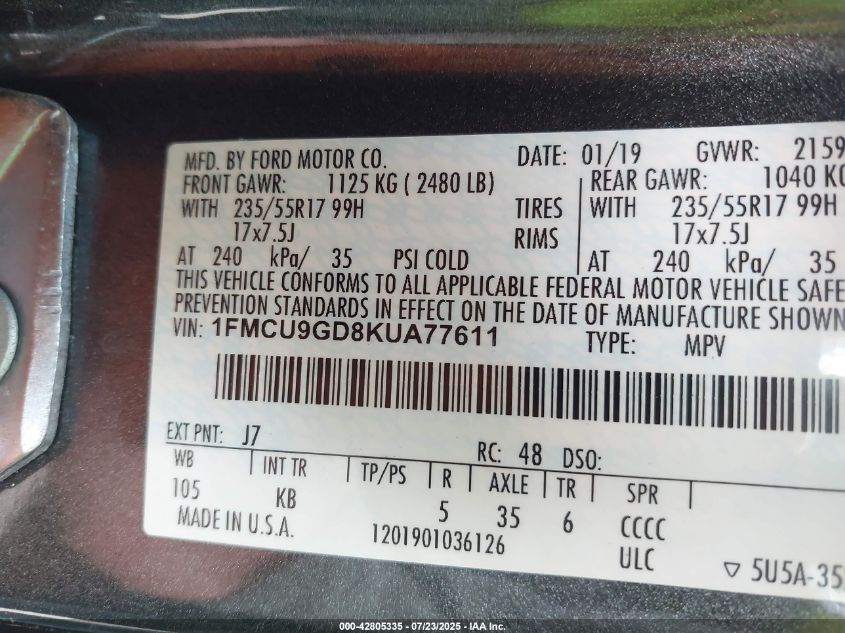 MFD. BY FORD MOTOR CO. DATE: 01/19 GVWR: 2159
FRONT GAWR: 1125 KG ( 2480 LB) REAR GAWR: 1040 KG
WITH 235/55R17 99H TIRES WITH 235/55R17 99H
17x7.5J RIMS 17x7.5J
AT 240 kPa/ 35 PSI COLD AT 240 kPa/ 35
THIS VEHICLE CONFORMS TO ALL APPLICABLE FEDERAL MOTOR VEHICLE SAFE
PREVENTION STANDARDS IN EFFECT ON THE DATE OF MANUFACTURE SHOWN
VIN: 1FMCU9GD8KUA77611 TYPE: MPV
EXT PNT: J7 RC: 48 DSO:
WB INT TR TP/PS R AXLE TR SPR
105 KB 5 35 6 CCCC
MADE IN U.S.A. 1201901036126 ULC ▽ 5U5A-35
000-42805335 - 07/23/2025 - IAA Inc.